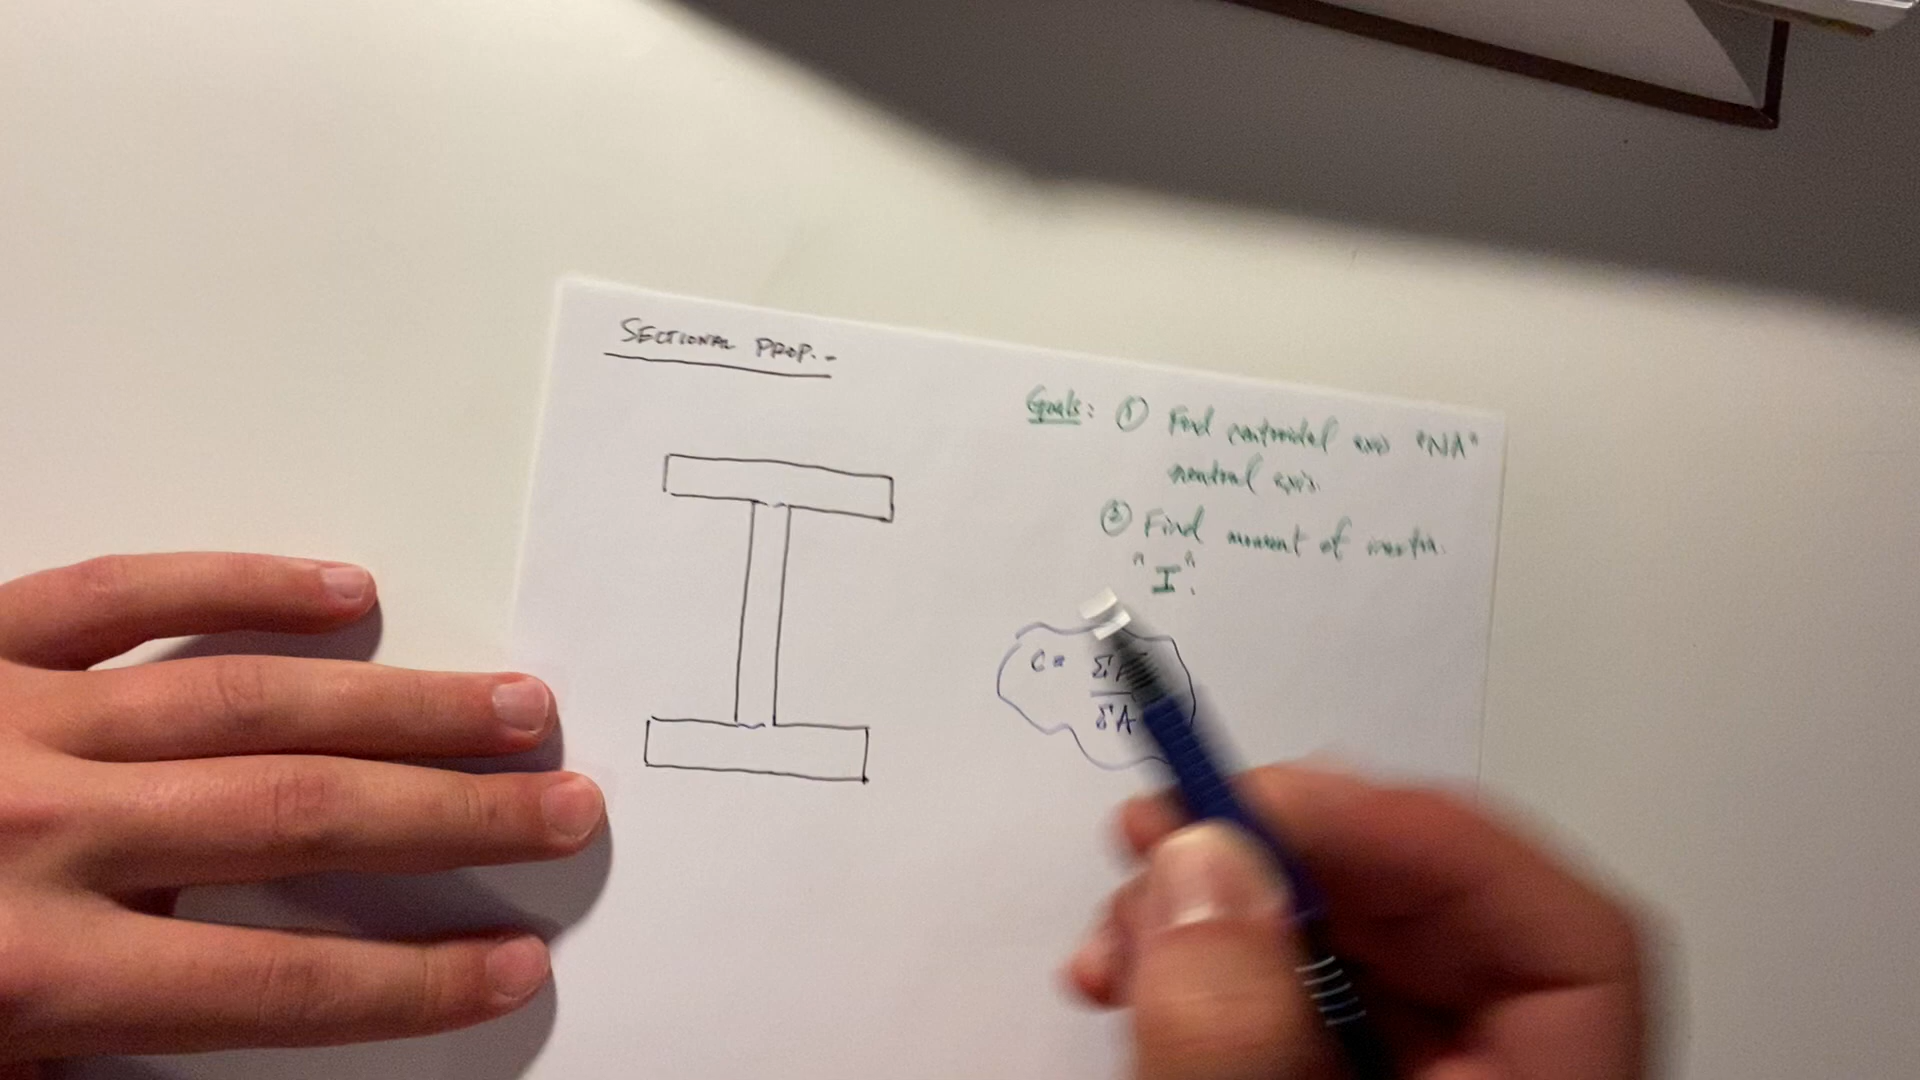 SECTIONAL PROP.-
Goals: ① Find centroidal axis "NA"
neutral axis.
② Find moment of inertia.
"I".
C =
ΣA